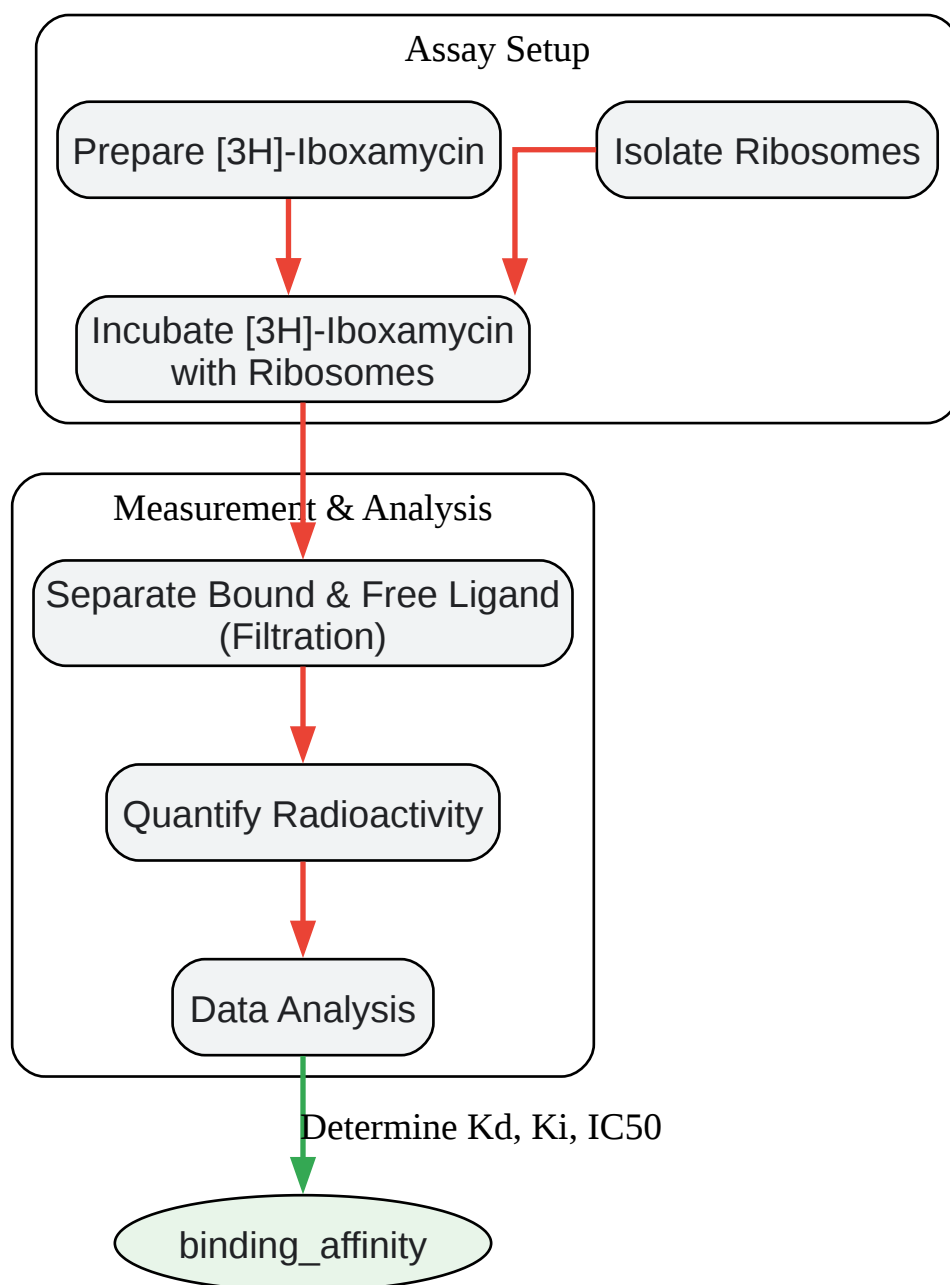 Assay Setup
Prepare [3H]-Iboxamycin
Isolate Ribosomes
Incubate [3H]-Iboxamycin
with Ribosomes
Measurement & Analysis
Separate Bound & Free Ligand
(Filtration)
Quantify Radioactivity
Data Analysis
Determine Kd, Ki, IC50
binding_affinity